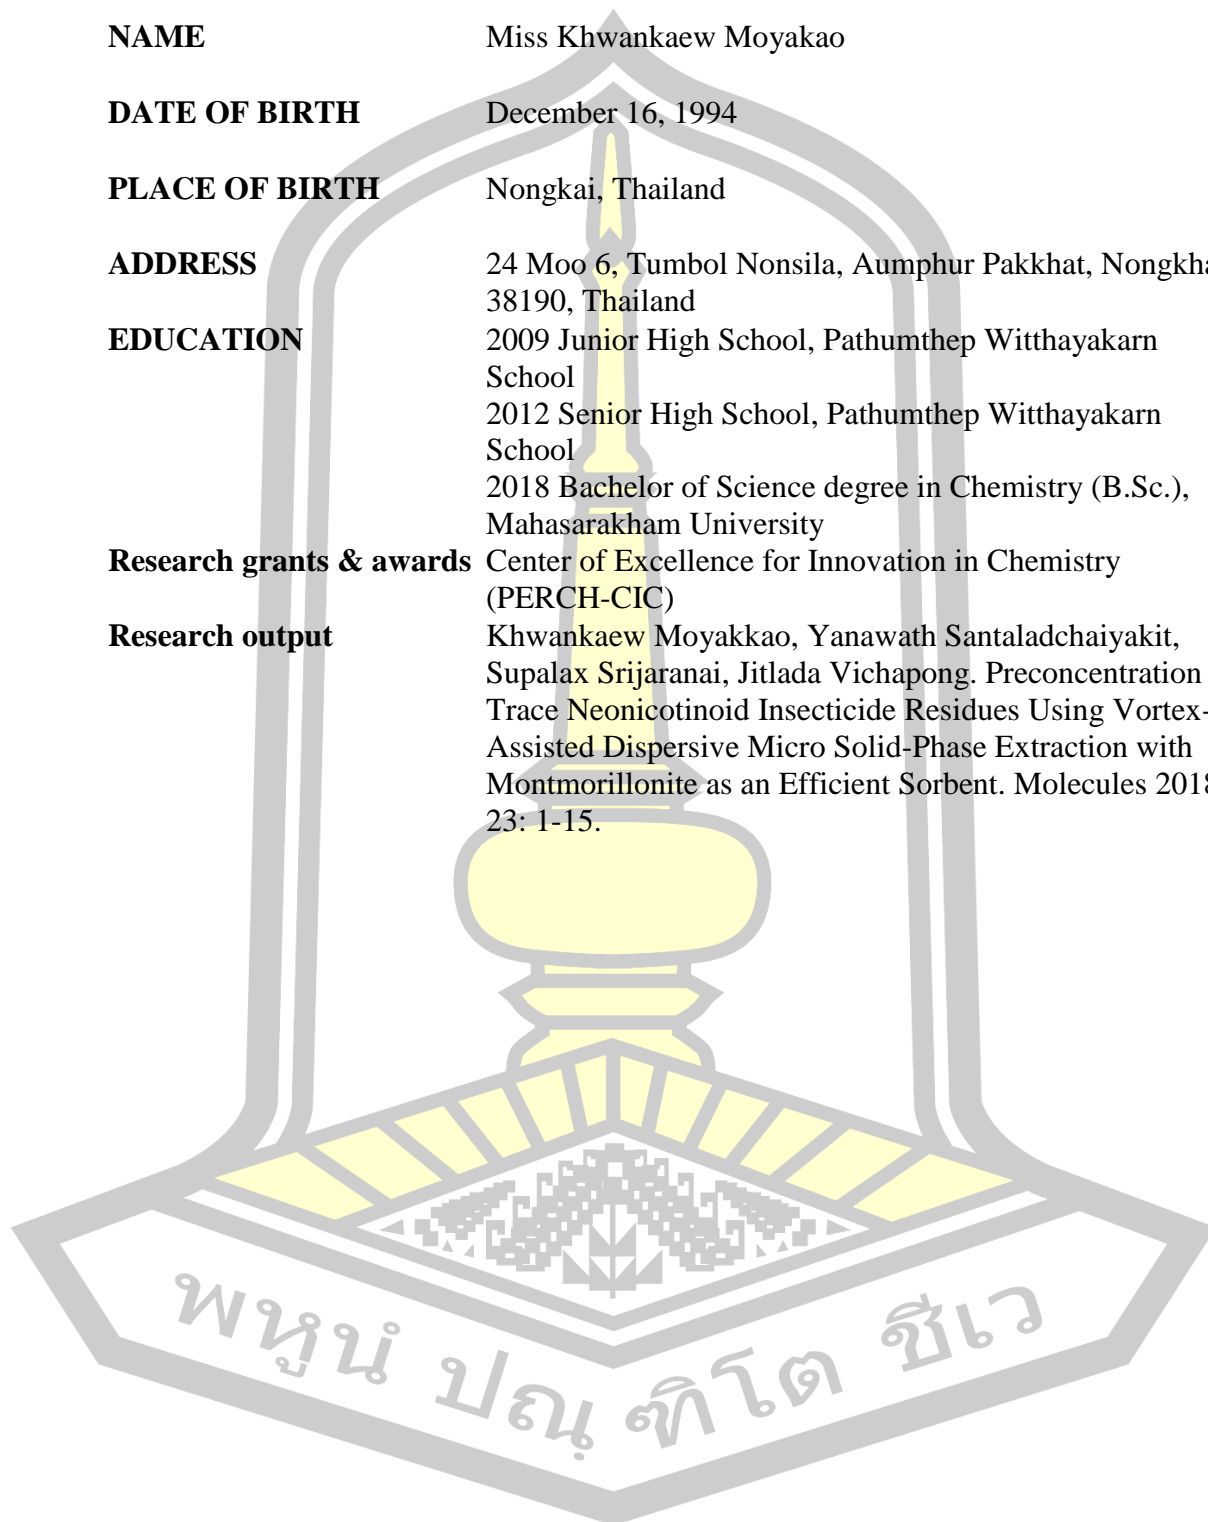 NAME Miss Khwankaew Moyakao
DATE OF BIRTH December 16, 1994
PLACE OF BIRTH Nongkai, Thailand
ADDRESS 24 Moo 6, Tumbol Nonsila, Aumphur Pakkhat,
38190, Thailand
EDUCATION 2009 Junior High School, Pathumthep Witthayakarn
School
2012 Senior High School, Pathumthep Witthayakarn
School
2018 Bachelor of Science degree in Chemistry (B.Sc.),
Mahasarakham University
Research grants & awards Center of Excellence for Innovation in Chemistry
(PERCH-CIC)
Research output Khwankaew Moyakkao, Yanawath Santaladchaiyakit,
Supalax Srijaranai, Jitlada Vichapong. Preconcentration
Trace Neonicotinoid Insecticide Residues Using Vortex-
Assisted Dispersive Micro Solid-Phase Extraction with
Montmorillonite as an Efficient Sorbent. Molecules 2018
23: 1-15.
พหูนํ ปณฺฑิโต ชีเว